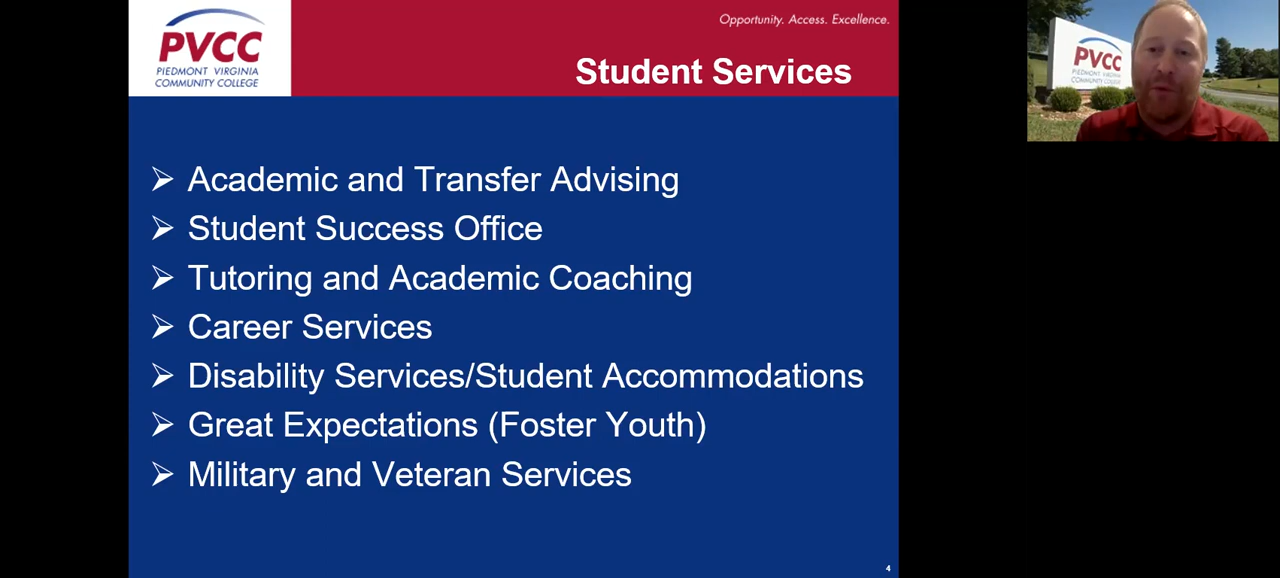 PVCC
PIEDMONT VIRGINIA
COMMUNITY COLLEGE
Opportunity. Access. Excellence.
Student Services
➢ Academic and Transfer Advising
➢ Student Success Office
➢ Tutoring and Academic Coaching
➢ Career Services
➢ Disability Services/Student Accommodations
➢ Great Expectations (Foster Youth)
➢ Military and Veteran Services
4
PVCC
PIEDMONT VIRGINIA
COMMUNITY COLLEGE